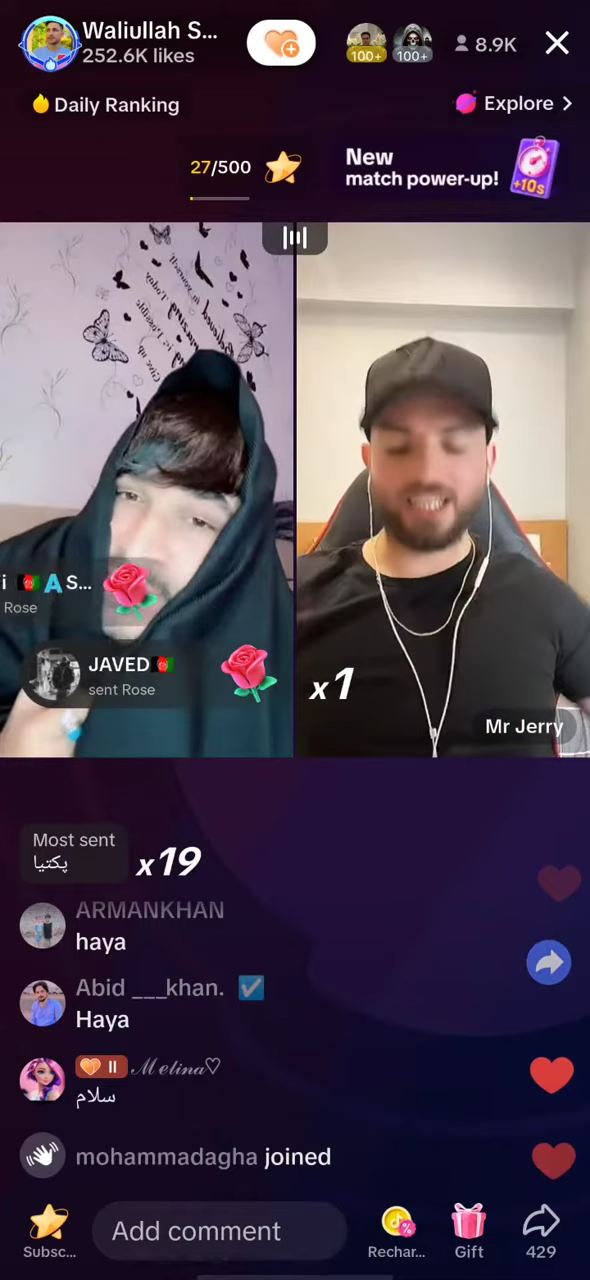 Waliullah S...
252.6K likes
100+
100+
8.9K
Daily Ranking
Explore >
27/500
New
match power-up!
+10s
i 🇦🇫 A S...
Rose
JAVED🇦🇫
sent Rose
x1
Mr Jerry
Most sent
پکتیا
x19
ARMANKHAN
haya
Abid ___khan. ☑️
Haya
II 𝓜𝓮𝓵𝓲𝓷𝓪♡
سلام
mohammadagha joined
Subsc...
Add comment
Rechar...
Gift
429